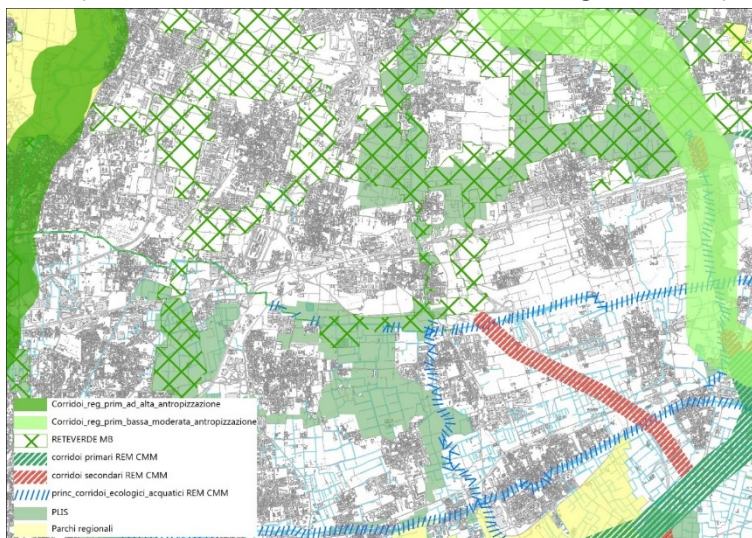 Corridoi_reg_prim_ad_alta_antropizzazione
Corridoi_reg_prim_bassa_moderata_antropizzazione
RETEVERDE MB
corridoi primari REM CMM
corridoi secondari REM CMM
princ_corridoi_ecologici_acquatici REM CMM
PLIS
Parchi regionali